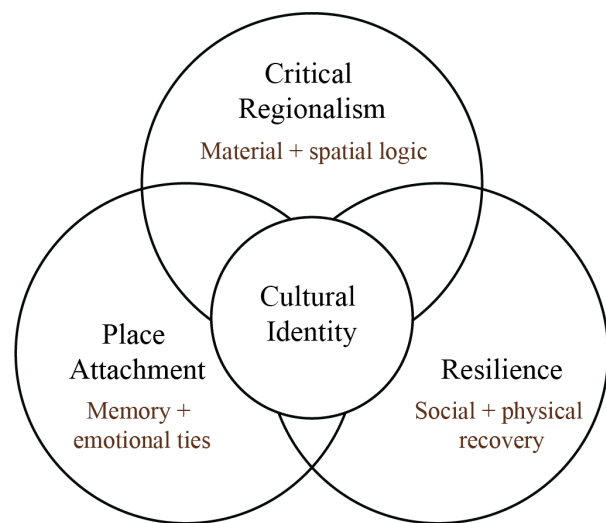 Critical
Regionalism
Material + spatial logic
Cultural
Identity
Place
Attachment
Memory +
emotional ties
Resilience
Social + physical
recovery